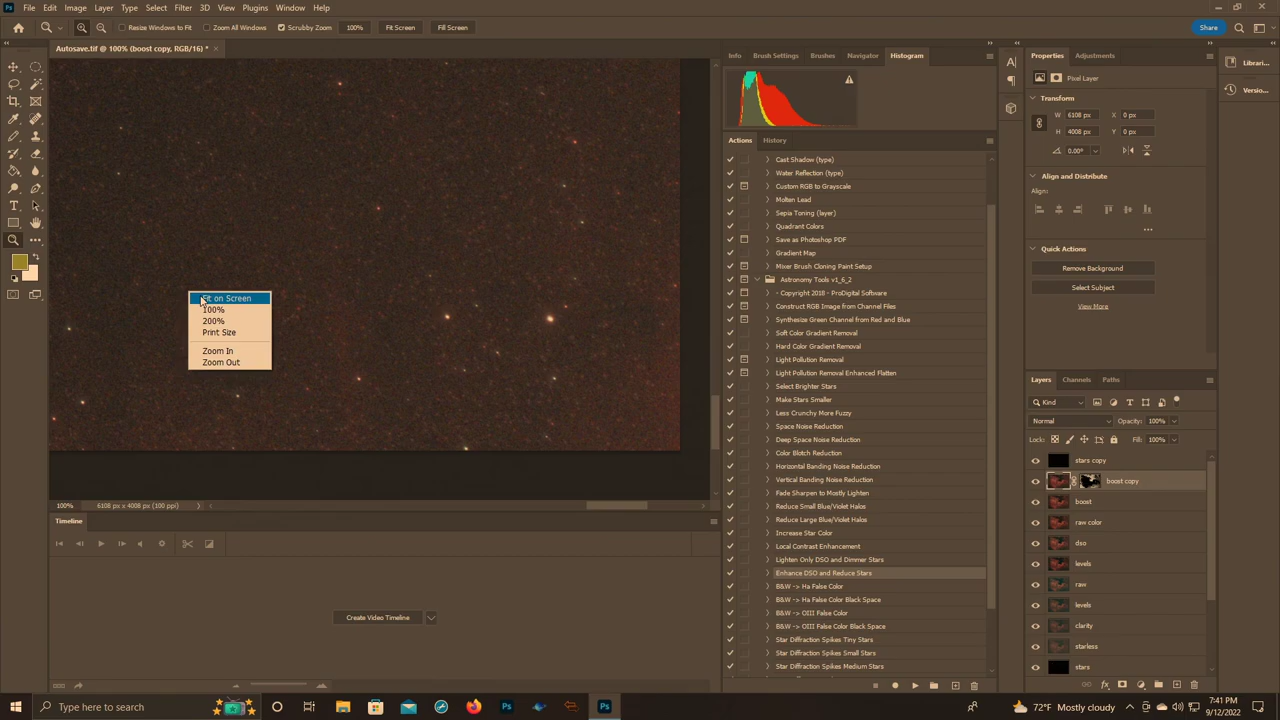 File Edit Image Layer Type Select Filter 3D View Plugins Window Help
Resize Windows to Fit Zoom All Windows Scrubby Zoom 100% Fit Screen Fill Screen Share
Autosave.tif @ 100% (boost copy, RGB/16) *
Fit on Screen
100%
200%
Print Size
Zoom In
Zoom Out
100% 6108 px x 4008 px (100 ppi)
Timeline
Create Video Timeline
Info Brush Settings Brushes Navigator Histogram
Actions History
Cast Shadow (type)
Water Reflection (type)
Custom RGB to Grayscale
Molten Lead
Sepia Toning (layer)
Quadrant Colors
Save as Photoshop PDF
Gradient Map
Mixer Brush Cloning Paint Setup
Astronomy Tools v1_6_2
- Copyright 2018 - ProDigital Software
Construct RGB Image from Channel Files
Synthesize Green Channel from Red and Blue
Soft Color Gradient Removal
Hard Color Gradient Removal
Light Pollution Removal
Light Pollution Removal Enhanced Flatten
Select Brighter Stars
Make Stars Smaller
Less Crunchy More Fuzzy
Space Noise Reduction
Deep Space Noise Reduction
Color Blotch Reduction
Horizontal Banding Noise Reduction
Vertical Banding Noise Reduction
Fade Sharpen to Mostly Lighten
Reduce Small Blue/Violet Halos
Reduce Large Blue/Violet Halos
Increase Star Color
Local Contrast Enhancement
Lighten Only DSO and Dimmer Stars
Enhance DSO and Reduce Stars
B&W -> Ha False Color
B&W -> Ha False Color Black Space
B&W -> OIII False Color
B&W -> OIII False Color Black Space
Star Diffraction Spikes Tiny Stars
Star Diffraction Spikes Small Stars
Star Diffraction Spikes Medium Stars
Properties Adjustments
Pixel Layer
Transform
W 6108 px X 0 px
H 4008 px Y 0 px
0.00°
Align and Distribute
Align:
Quick Actions
Remove Background
Select Subject
View More
Librari...
Versio...
Layers Channels Paths
Kind
Normal Opacity: 100%
Lock: Fill: 100%
stars copy
boost copy
boost
raw color
dso
levels
raw
levels
clarity
starless
stars
Type here to search
72°F Mostly cloudy
7:41 PM
9/12/2022